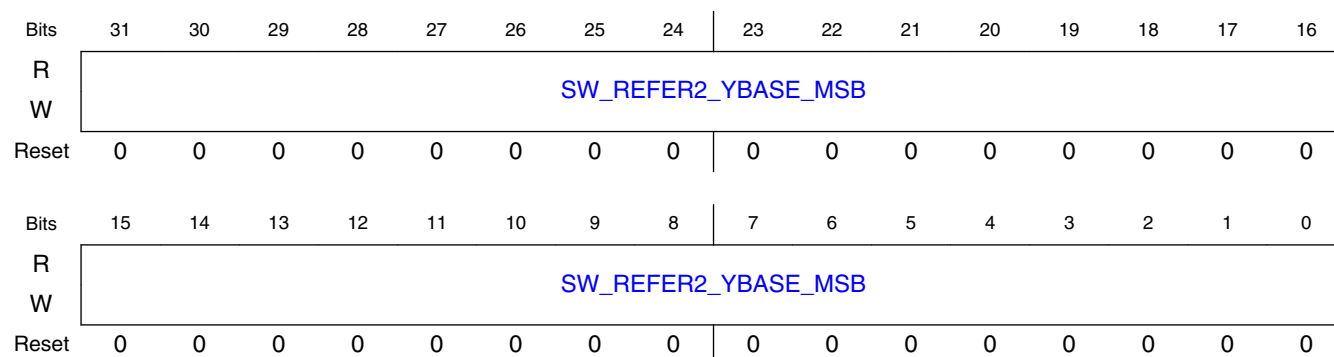 Bits 31 30 29 28 27 26 25 24 23 22 21 20 19 18 17 16
R
SW_REFER2_YBASE_MSB
W
Reset 0 0 0 0 0 0 0 0 0 0 0 0 0 0 0 0
Bits 15 14 13 12 11 10 9 8 7 6 5 4 3 2 1 0
R
SW_REFER2_YBASE_MSB
W
Reset 0 0 0 0 0 0 0 0 0 0 0 0 0 0 0 0